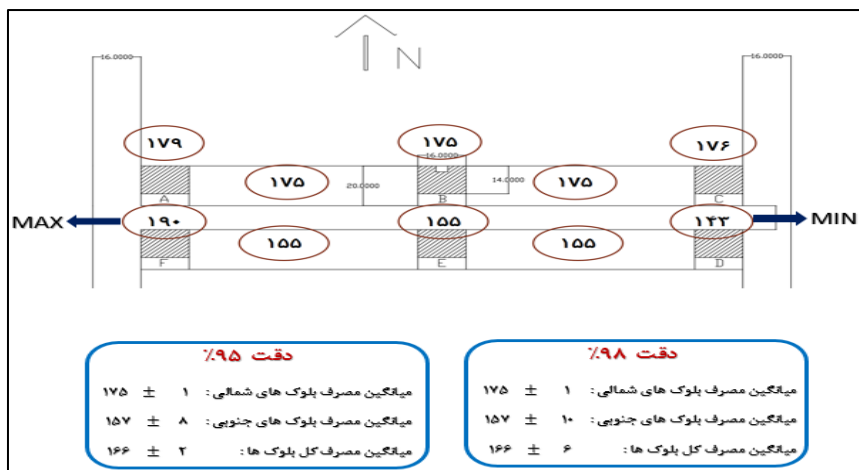 N
16.0000
16.0000
۱۷۹
۱۷۵
۱۷۶
16.0000
۱۷۵
20.0000
14.0000
۱۷۵
A
B
C
MAX
۱۹۰
۱۵۵
۱۴۳
MIN
۱۵۵
۱۵۵
F
E
D
دقت ۹۸٪
میانگین مصرف بلوک های شمالی: ۱ ± ۱۷۵
میانگین مصرف بلوک های جنوبی: ۱۰ ± ۱۵۷
میانگین مصرف کل بلوک ها: ۶ ± ۱۶۶
دقت ۹۵٪
میانگین مصرف بلوک های شمالی: ۱ ± ۱۷۵
میانگین مصرف بلوک های جنوبی: ۸ ± ۱۵۷
میانگین مصرف کل بلوک ها: ۲ ± ۱۶۶